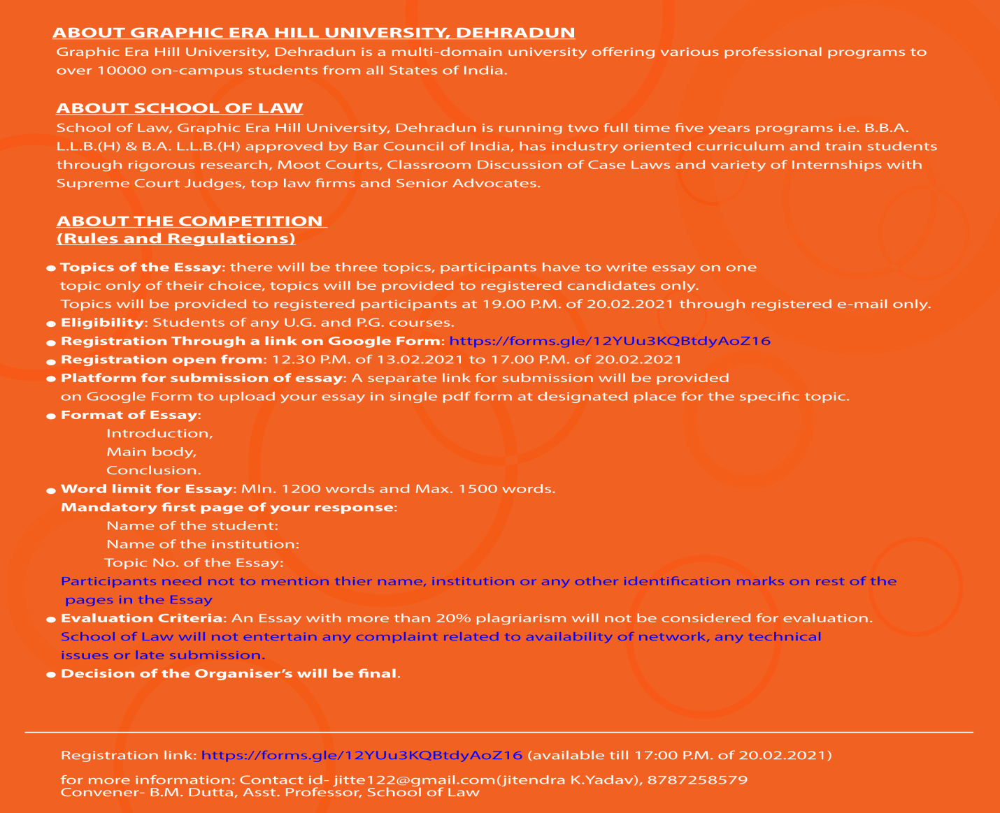 ABOUT GRAPHIC ERA HILL UNIVERSITY, DEHRADUN
Graphic Era Hill University, Dehradun is a multi-domain university offering various professional programs to
over 10000 on-campus students from all States of India.
ABOUT SCHOOL OF LAW
School of Law, Graphic Era Hill University, Dehradun is running two full time five years programs i.e. B.B.A.
L.L.B.(H) & B.A. L.L.B.(H) approved by Bar Council of India, has industry oriented curriculum and train students
through rigorous research, Moot Courts, Classroom Discussion of Case Laws and variety of Internships with
Supreme Court Judges, top law firms and Senior Advocates.
ABOUT THE COMPETITION
(Rules and Regulations)
• Topics of the Essay: there will be three topics, participants have to write essay on one
topic only of their choice, topics will be provided to registered candidates only.
Topics will be provided to registered participants at 19.00 P.M. of 20.02.2021 through registered e-mail only.
• Eligibility: Students of any U.G. and P.G. courses.
• Registration Through a link on Google Form: https://forms.gle/12YUu3KQBtdyAoZ16
• Registration open from: 12.30 P.M. of 13.02.2021 to 17.00 P.M. of 20.02.2021
• Platform for submission of essay: A separate link for submission will be provided
on Google Form to upload your essay in single pdf form at designated place for the specific topic.
• Format of Essay:
Introduction,
Main body,
Conclusion.
• Word limit for Essay: MIn. 1200 words and Max. 1500 words.
Mandatory first page of your response:
Name of the student:
Name of the institution:
Topic No. of the Essay:
Participants need not to mention thier name, institution or any other identification marks on rest of the
pages in the Essay
• Evaluation Criteria: An Essay with more than 20% plagriarism will not be considered for evaluation.
School of Law will not entertain any complaint related to availability of network, any technical
issues or late submission.
• Decision of the Organiser’s will be final.
Registration link: https://forms.gle/12YUu3KQBtdyAoZ16 (available till 17:00 P.M. of 20.02.2021)
for more information: Contact id- jitte122@gmail.com(jitendra K.Yadav), 8787258579
Convener- B.M. Dutta, Asst. Professor, School of Law